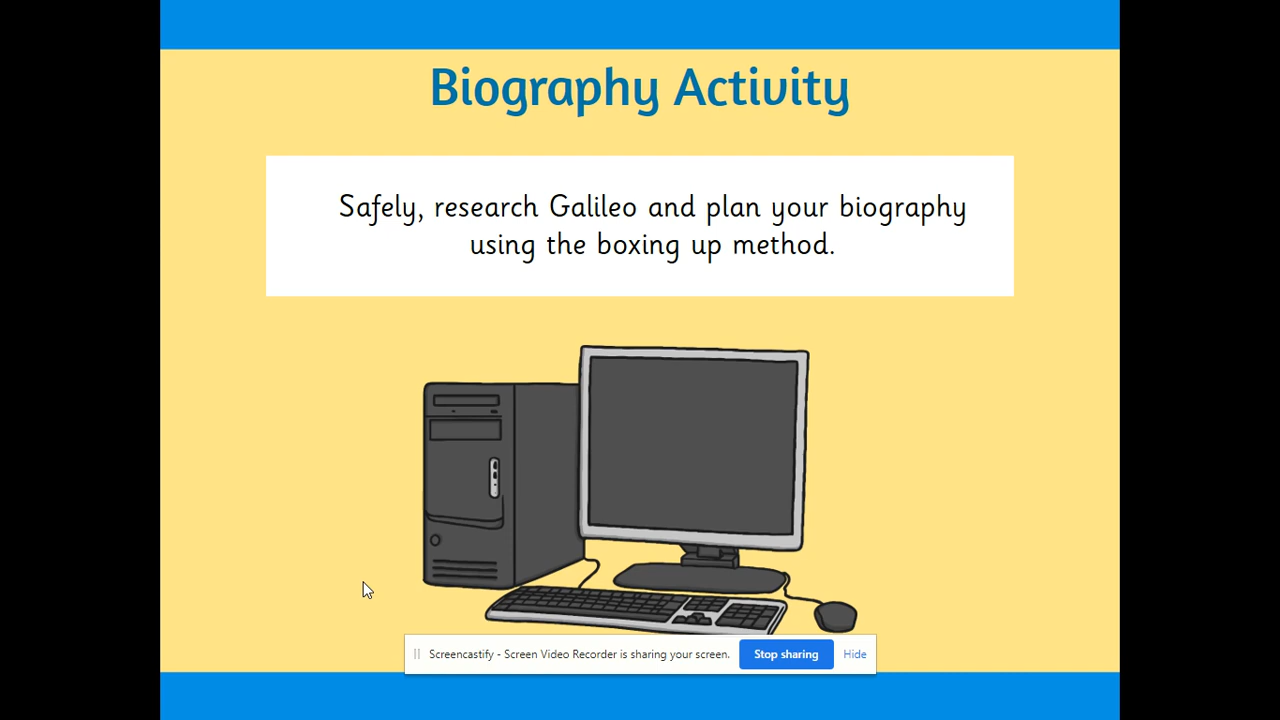 Biography Activity
Safely, research Galileo and plan your biography
using the boxing up method.
Screencastify - Screen Video Recorder is sharing your screen. Stop sharing Hide